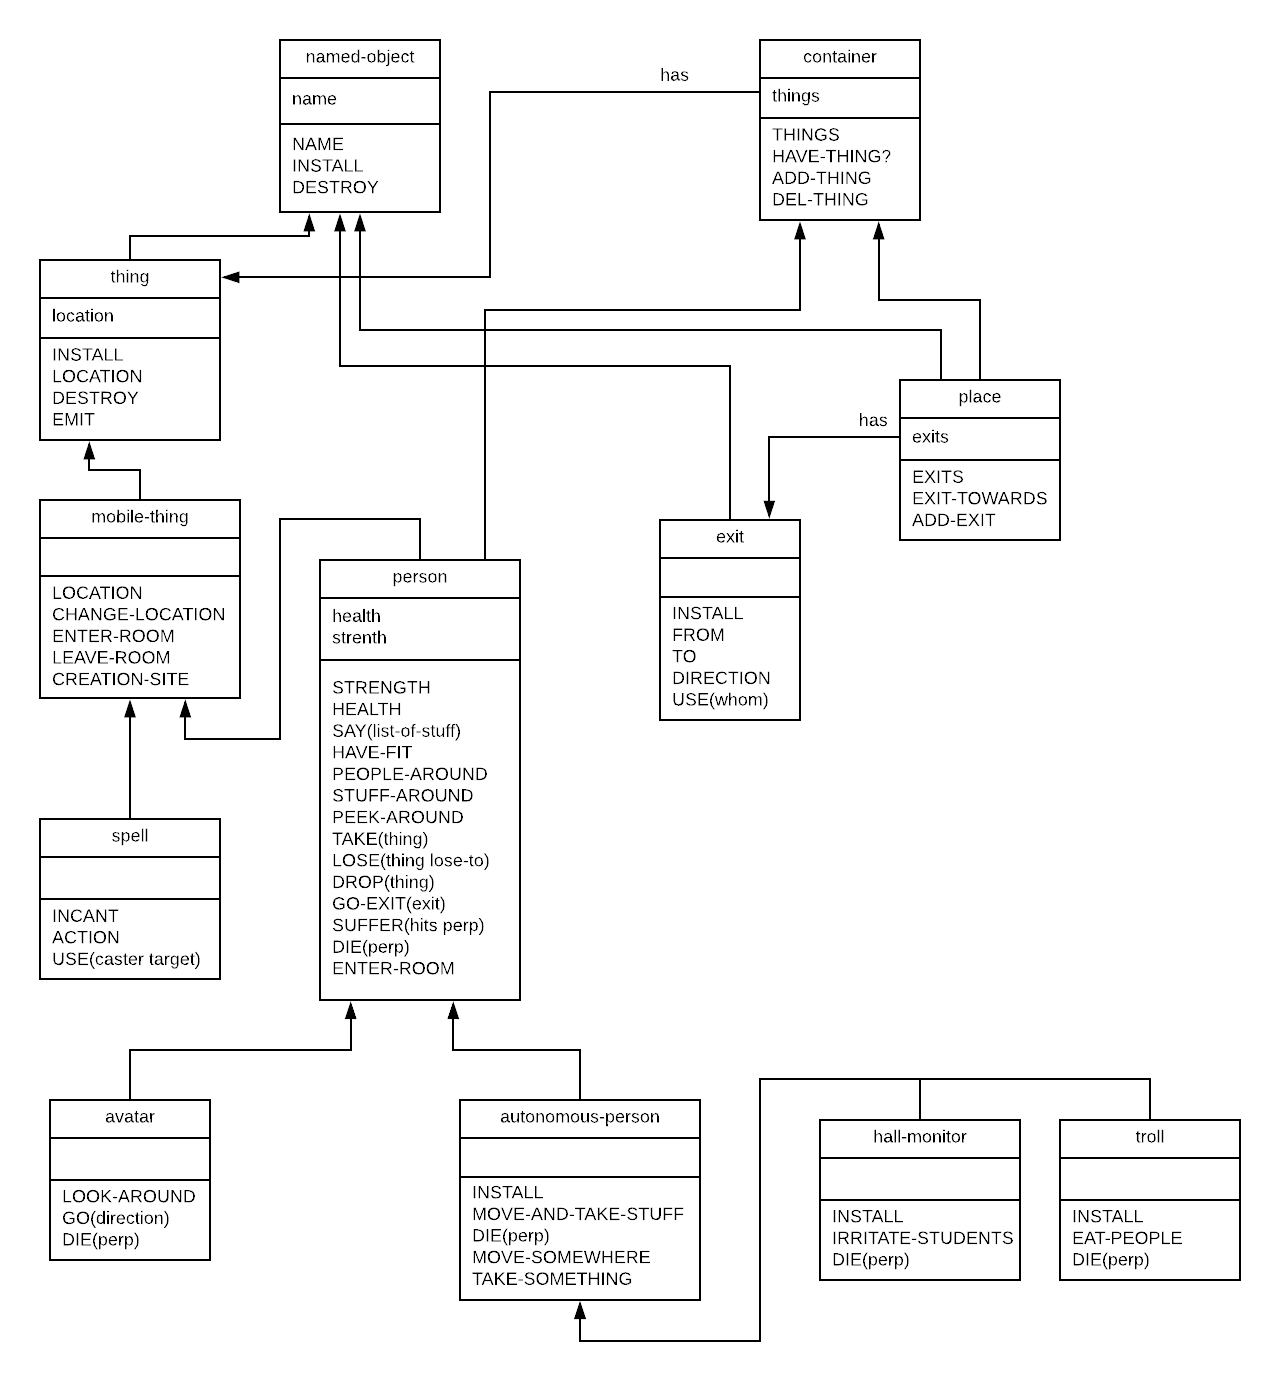 named-object
name
NAME
INSTALL
DESTROY
has
container
things
THINGS
HAVE-THING?
ADD-THING
DEL-THING
thing
location
INSTALL
LOCATION
DESTROY
EMIT
place
has
exits
EXITS
EXIT-TOWARDS
ADD-EXIT
mobile-thing
LOCATION
CHANGE-LOCATION
ENTER-ROOM
LEAVE-ROOM
CREATION-SITE
person
health
strenth
STRENGTH
HEALTH
SAY(list-of-stuff)
HAVE-FIT
PEOPLE-AROUND
STUFF-AROUND
PEEK-AROUND
TAKE(thing)
LOSE(thing lose-to)
DROP(thing)
GO-EXIT(exit)
SUFFER(hits perp)
DIE(perp)
ENTER-ROOM
exit
INSTALL
FROM
TO
DIRECTION
USE(whom)
spell
INCANT
ACTION
USE(caster target)
avatar
LOOK-AROUND
GO(direction)
DIE(perp)
autonomous-person
INSTALL
MOVE-AND-TAKE-STUFF
DIE(perp)
MOVE-SOMEWHERE
TAKE-SOMETHING
hall-monitor
INSTALL
IRRITATE-STUDENTS
DIE(perp)
troll
INSTALL
EAT-PEOPLE
DIE(perp)